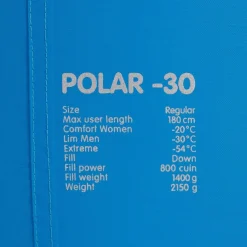 POLAR -30
Size Regular
Max user length 180 cm
Comfort Women -20°C
Lim Men -30°C
Extreme -54°C
Fill Down
Fill power 800 cuin
Fill weight 1400 g
Weight 2150 g